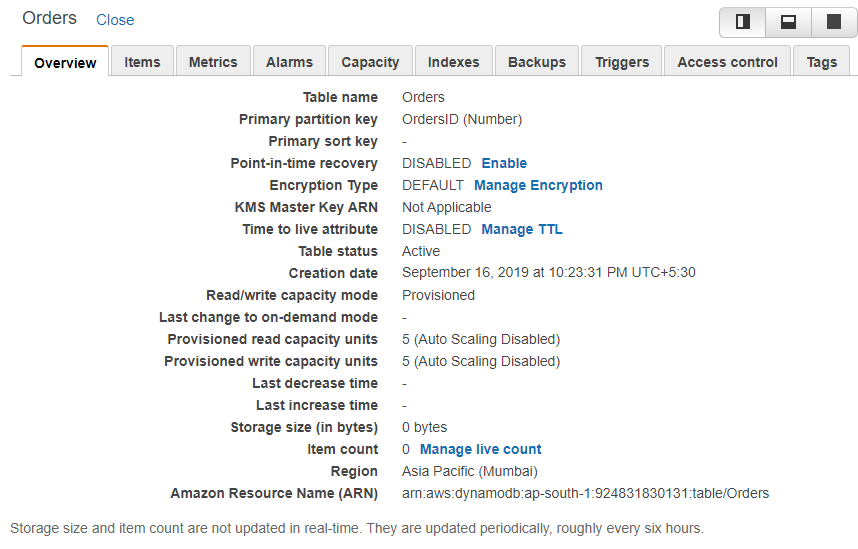 Orders Close
Overview Items Metrics Alarms Capacity Indexes Backups Triggers Access control Tags
Table name Orders
Primary partition key OrdersID (Number)
Primary sort key -
Point-in-time recovery DISABLED Enable
Encryption Type DEFAULT Manage Encryption
KMS Master Key ARN Not Applicable
Time to live attribute DISABLED Manage TTL
Table status Active
Creation date September 16, 2019 at 10:23:31 PM UTC+5:30
Read/write capacity mode Provisioned
Last change to on-demand mode -
Provisioned read capacity units 5 (Auto Scaling Disabled)
Provisioned write capacity units 5 (Auto Scaling Disabled)
Last decrease time -
Last increase time -
Storage size (in bytes) 0 bytes
Item count 0 Manage live count
Region Asia Pacific (Mumbai)
Amazon Resource Name (ARN) arn:aws:dynamodb:ap-south-1:924831830131:table/Orders
Storage size and item count are not updated in real-time. They are updated periodically, roughly every six hours.